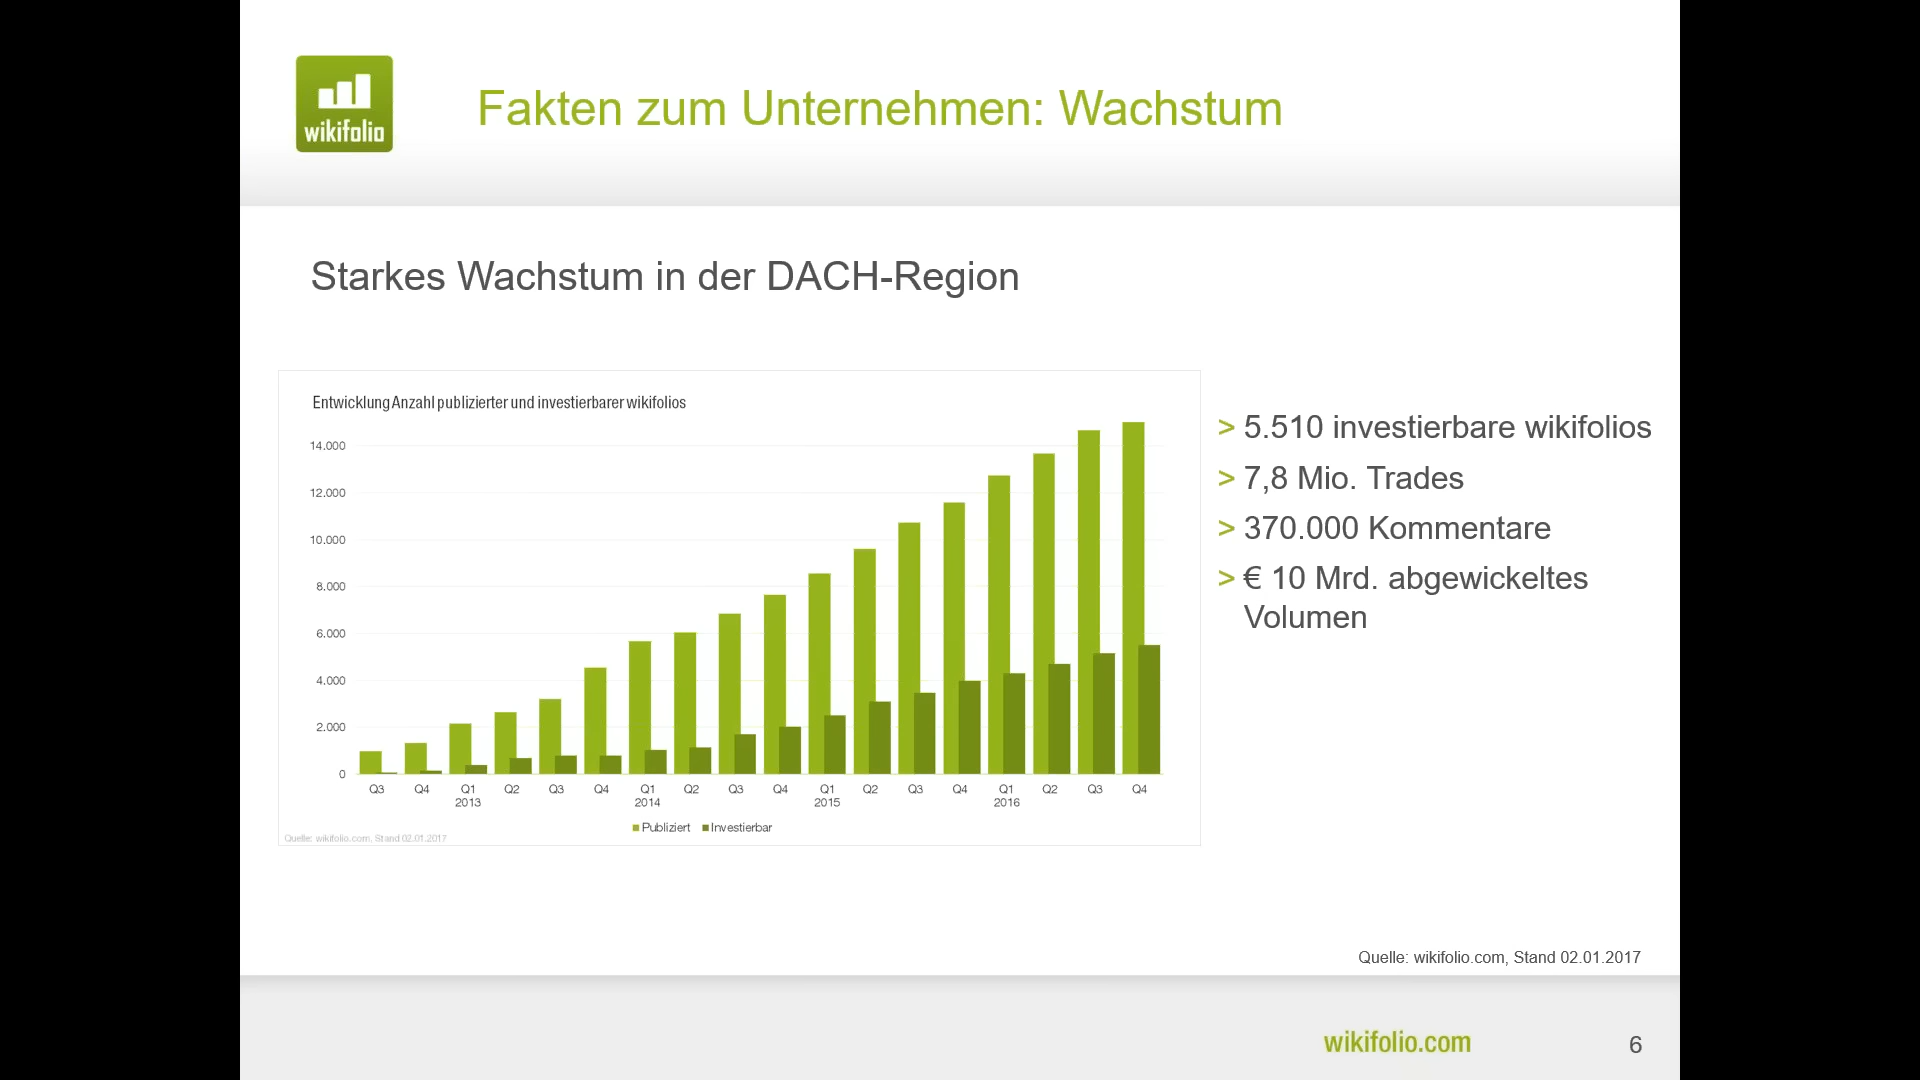 wikifolio
Fakten zum Unternehmen: Wachstum
Starkes Wachstum in der DACH-Region
Entwicklung Anzahl publizierter und investierbarer wikifolios
14.000
12.000
10.000
8.000
6.000
4.000
2.000
0
Q3 Q4 Q1 Q2 Q3 Q4 Q1 Q2 Q3 Q4 Q1 Q2 Q3 Q4 Q1 Q2 Q3 Q4
2013 2014 2015 2016
Publiziert Investierbar
Quelle: wikifolio.com, Stand 02.01.2017
> 5.510 investierbare wikifolios
> 7,8 Mio. Trades
> 370.000 Kommentare
> € 10 Mrd. abgewickeltes
Volumen
Quelle: wikifolio.com, Stand 02.01.2017
wikifolio.com
6